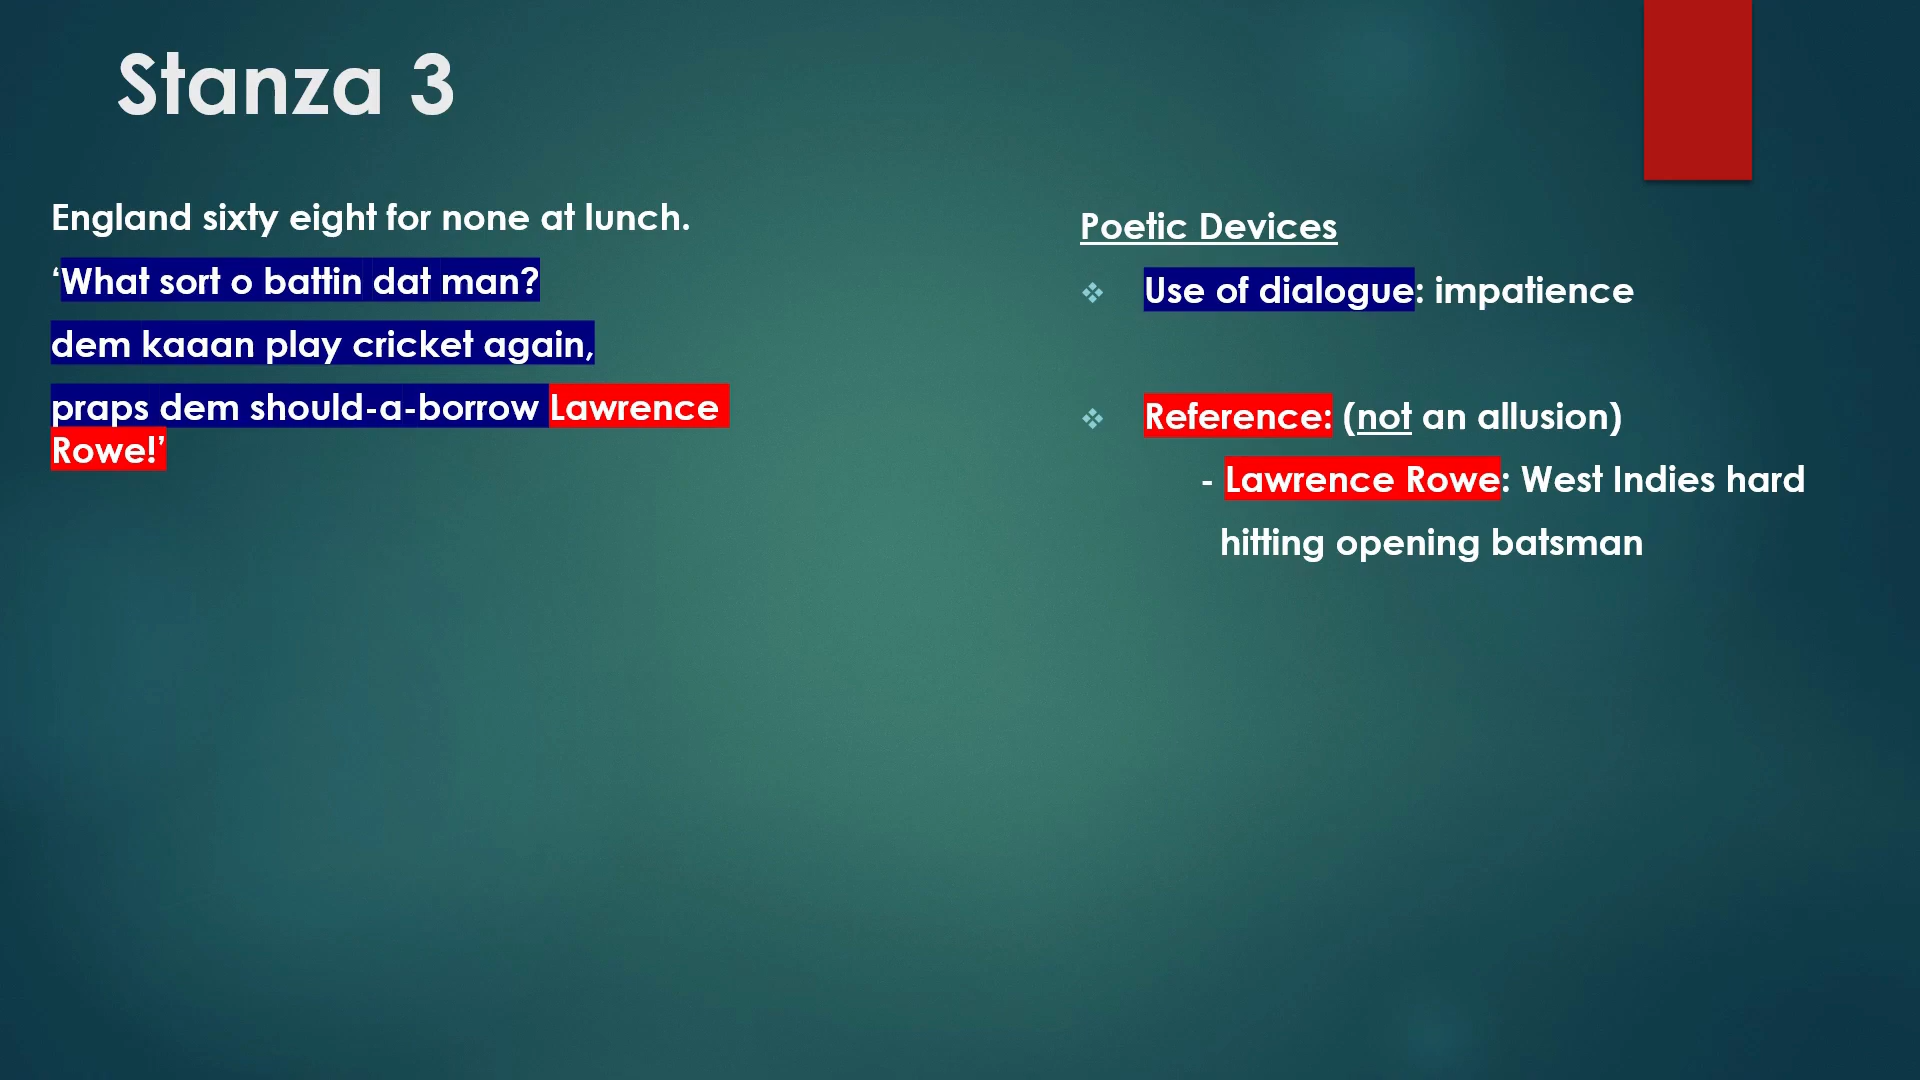 Stanza 3
England sixty eight for none at lunch.
‘What sort o battin dat man?
dem kaaan play cricket again,
praps dem should-a-borrow Lawrence
Rowe!’
Poetic Devices
❖ Use of dialogue: impatience
❖ Reference: (not an allusion)
- Lawrence Rowe: West Indies hard
hitting opening batsman